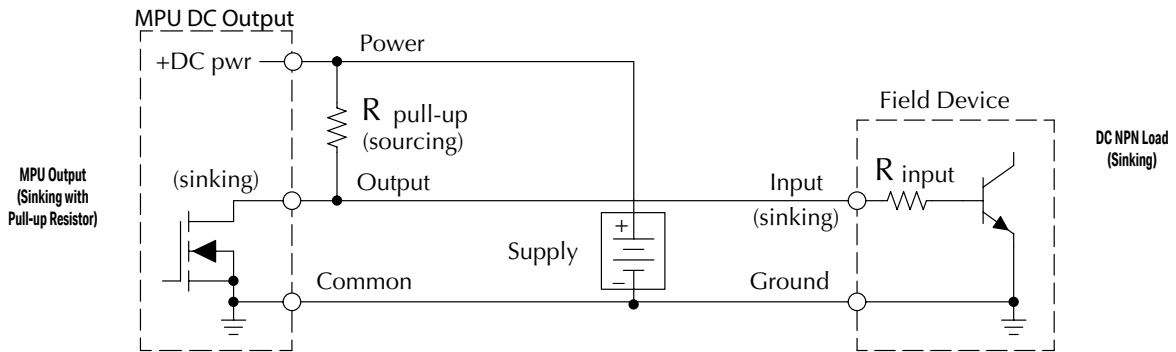 MPU DC Output
+DC pwr
Power
R pull-up
(sourcing)
Field Device
DC NPN Load
(Sinking)
MPU Output
(Sinking with
Pull-up Resistor)
(sinking)
Output
Input
(sinking)
R input
+
Supply
–
Common
Ground